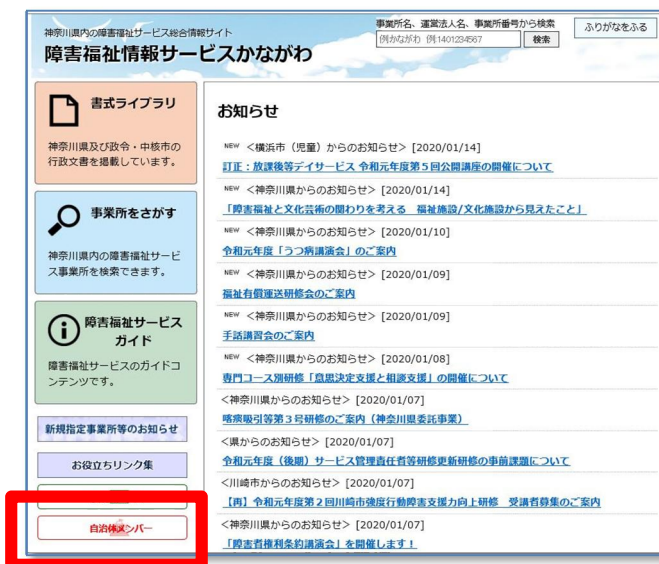 神奈川県内の障害福祉サービス総合情報サイト
障害福祉情報サービスかながわ
事業所名、運営法人名、事業所番号から検索
例)かながわ 例)1401234567
検索
ふりがなをふる
書式ライブラリ
神奈川県及び政令・中核市の
行政文書を掲載しています。
事業所をさがす
神奈川県内の障害福祉サービ
ス事業所を検索できます。
障害福祉サービス
ガイド
障害福祉サービスのガイドコ
ンテンツです。
新規指定事業所等のお知らせ
お役立ちリンク集
自治体メンバー
お知らせ
NEW <横浜市（児童）からのお知らせ> [2020/01/14]
訂正：放課後等デイサービス 令和元年度第５回公開講座の開催について
NEW <神奈川県からのお知らせ> [2020/01/14]
「障害福祉と文化芸術の関わりを考える 福祉施設/文化施設から見えたこと」
NEW <神奈川県からのお知らせ> [2020/01/10]
令和元年度「うつ病講演会」のご案内
NEW <神奈川県からのお知らせ> [2020/01/09]
福祉有償運送研修会のご案内
NEW <神奈川県からのお知らせ> [2020/01/09]
手話講習会のご案内
NEW <神奈川県からのお知らせ> [2020/01/08]
専門コース別研修「意思決定支援と相談支援」の開催について
<神奈川県からのお知らせ> [2020/01/07]
喀痰吸引等第３号研修のご案内（神奈川県委託事業）
<県からのお知らせ> [2020/01/07]
令和元年度（後期）サービス管理責任者等研修更新研修の事前課題について
<川崎市からのお知らせ> [2020/01/07]
【再】令和元年度第２回川崎市強度行動障害支援力向上研修 受講者募集のご案内
<神奈川県からのお知らせ> [2020/01/07]
「障害者権利条約講演会」を開催します！